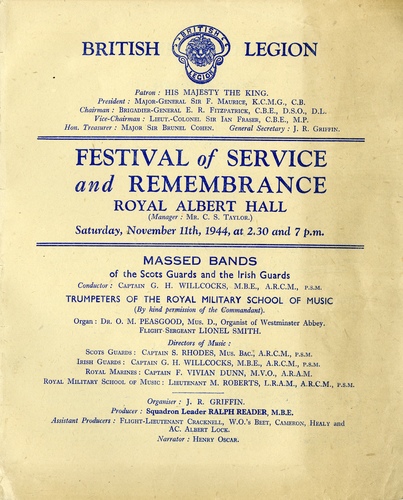 BRITISH LEGION
BRITISH
LEGION
Patron : HIS MAJESTY THE KING.
President : Major-General Sir F. Maurice, K.C.M.G., C.B.
Chairman : Brigadier-General E. R. Fitzpatrick, C.B.E., D.S.O., D.L.
Vice-Chairman : Lieut.-Colonel Sir Ian Fraser, C.B.E., M.P.
Hon. Treasurer : Major Sir Brunel Cohen. General Secretary : J. R. Griffin.
FESTIVAL of SERVICE
and REMEMBRANCE
ROYAL ALBERT HALL
(Manager : Mr. C. S. Taylor.)
Saturday, November 11th, 1944, at 2.30 and 7 p.m.
MASSED BANDS
of the Scots Guards and the Irish Guards
Conductor : Captain G. H. Willcocks, M.B.E., A.R.C.M., p.s.m.
TRUMPETERS OF THE ROYAL MILITARY SCHOOL OF MUSIC
(By kind permission of the Commandant).
Organ : Dr. O. M. Peasgood, Mus. D., Organist of Westminster Abbey.
Flight-Sergeant LIONEL SMITH.
Directors of Music :
Scots Guards : Captain S. Rhodes, Mus. Bac., A.R.C.M., p.s.m.
Irish Guards : Captain G. H. Willcocks, M.B.E., A.R.C.M., p.s.m.
Royal Marines : Captain F. Vivian Dunn, M.V.O., A.R.A.M.
Royal Military School of Music : Lieutenant M. Roberts, L.R.A.M., A.R.C.M., p.s.m.
Organiser : J. R. Griffin.
Producer : Squadron Leader RALPH READER, M.B.E.
Assistant Producers : Flight-Lieutenant Cracknell, W.O.'s Beet, Cameron, Healy and
AC. Albert Lock.
Narrator : Henry Oscar.